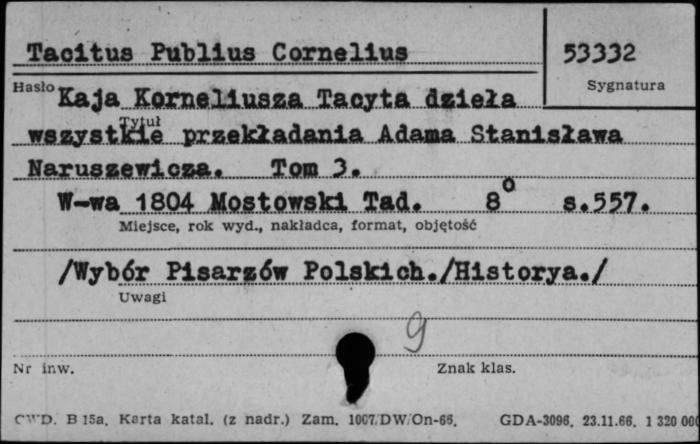 Tacitus Publius Cornelius
53332
Hasło
Sygnatura
Kaja Korneliusza Tacyta dzieła
Tytuł
wszystkie przekładania Adama Stanisława
Naruszewicza. Tom 3.
W-wa 1804 Mostowski Tad. 8° s.557.
Miejsce, rok wyd., nakładca, format, objętość
/Wybór Pisarzów Polskich./Historya./
Uwagi
9
Nr inw.
Znak klas.
CWD. B 15a. Karta katal. (z nadr.) Zam. 1007/DW/On-66. GDA-3096. 23.11.66. 1 320 000